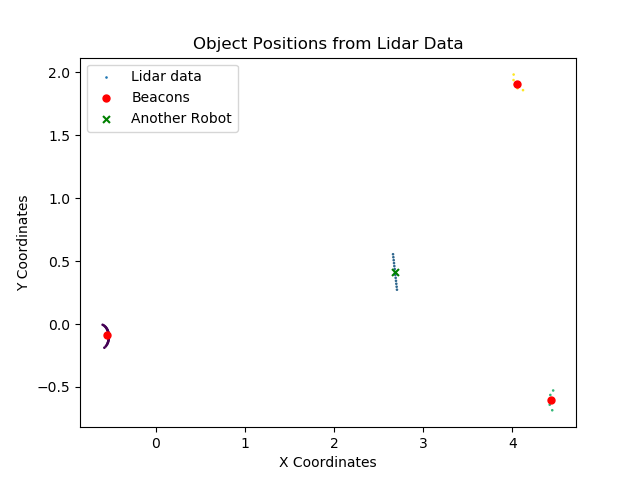 Object Positions from Lidar Data
Lidar data
Beacons
Another Robot
2.0
1.5
1.0
0.5
0.0
−0.5
Y Coordinates
0 1 2 3 4
X Coordinates